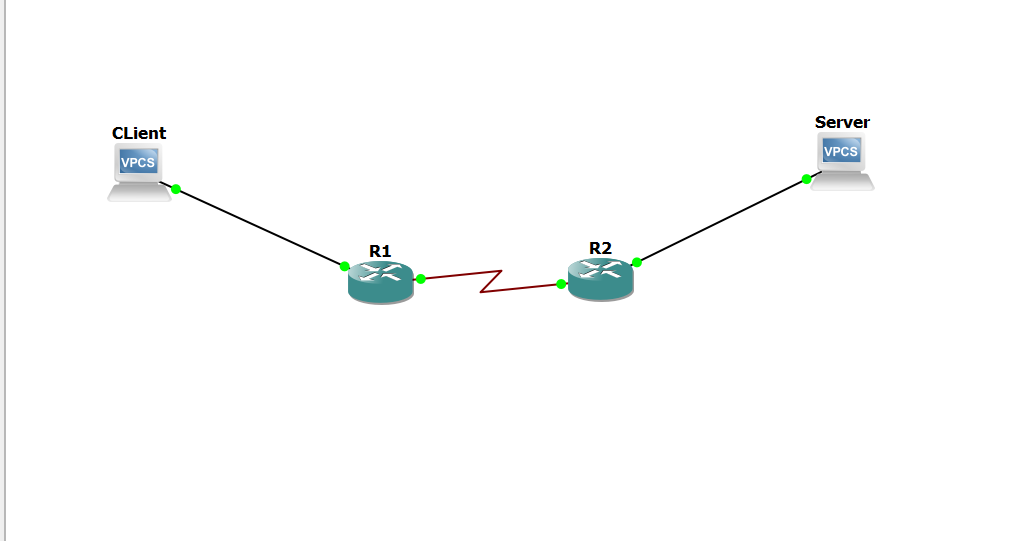 CLient
VPCS
R1
R2
Server
VPCS